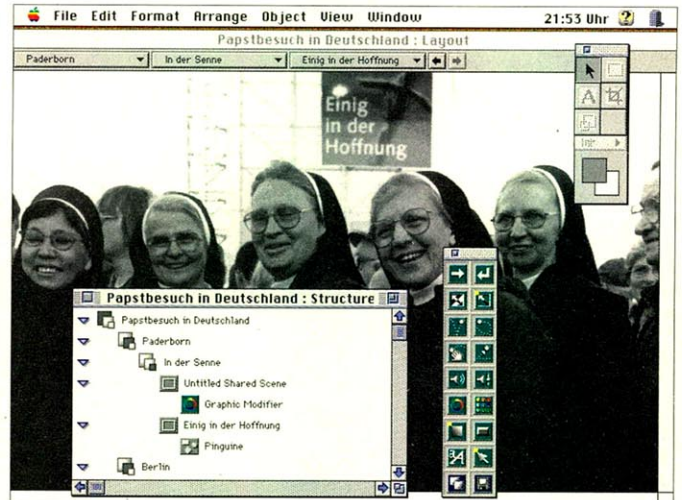 File Edit Format Arrange Object View Window 21:53 Uhr
Papstbesuch in Deutschland : Layout
Paderborn In der Senne Einig in der Hoffnung
A
Einig
in der
Hoffnung
Papstbesuch in Deutschland : Structure
Papstbesuch in Deutschland
Paderborn
In der Senne
Untitled Shared Scene
Graphic Modifier
Einig in der Hoffnung
Pinguine
Berlin